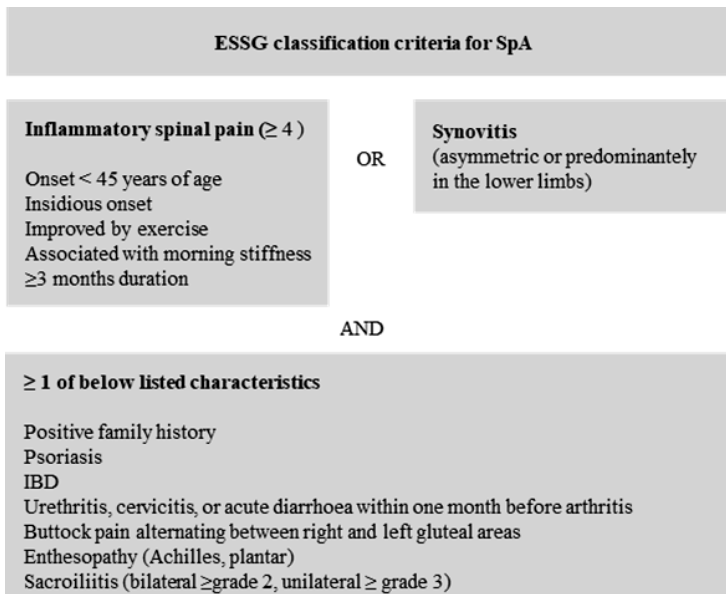 ESSG classification criteria for SpA
Inflammatory spinal pain (≥ 4 )
Onset < 45 years of age
Insidious onset
Improved by exercise
Associated with morning stiffness
≥3 months duration
OR
Synovitis
(asymmetric or predominantely
in the lower limbs)
AND
≥ 1 of below listed characteristics
Positive family history
Psoriasis
IBD
Urethritis, cervicitis, or acute diarrhoea within one month before arthritis
Buttock pain alternating between right and left gluteal areas
Enthesopathy (Achilles, plantar)
Sacroiliitis (bilateral ≥grade 2, unilateral ≥ grade 3)